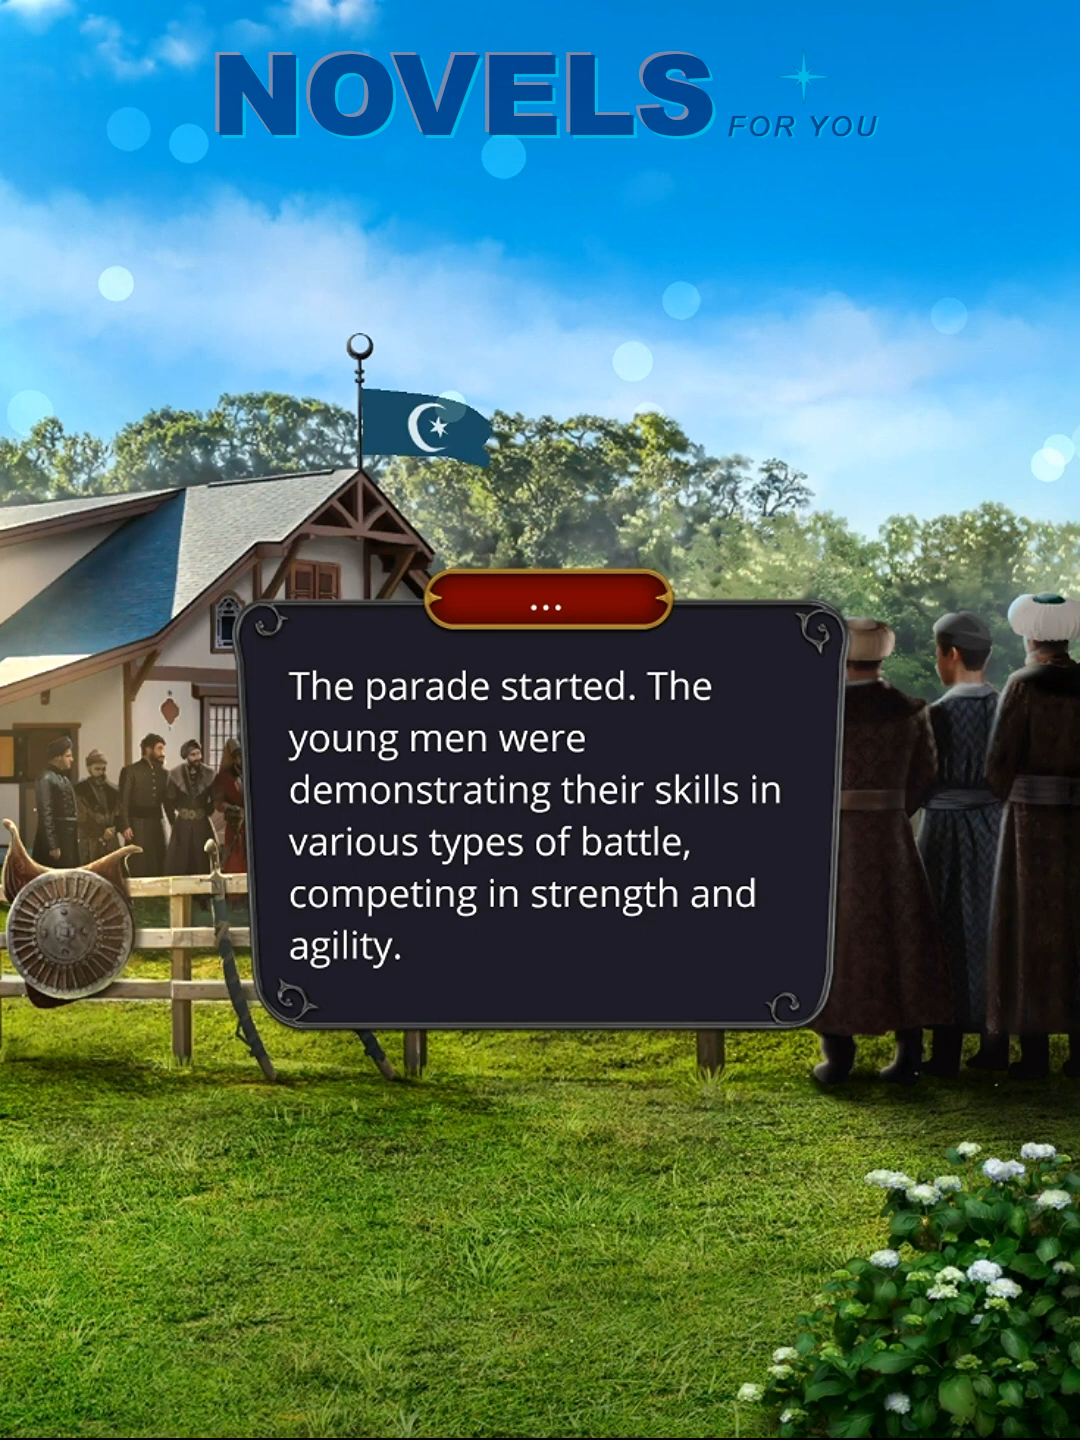 NOVELS FOR YOU
...
The parade started. The
young men were
demonstrating their skills in
various types of battle,
competing in strength and
agility.